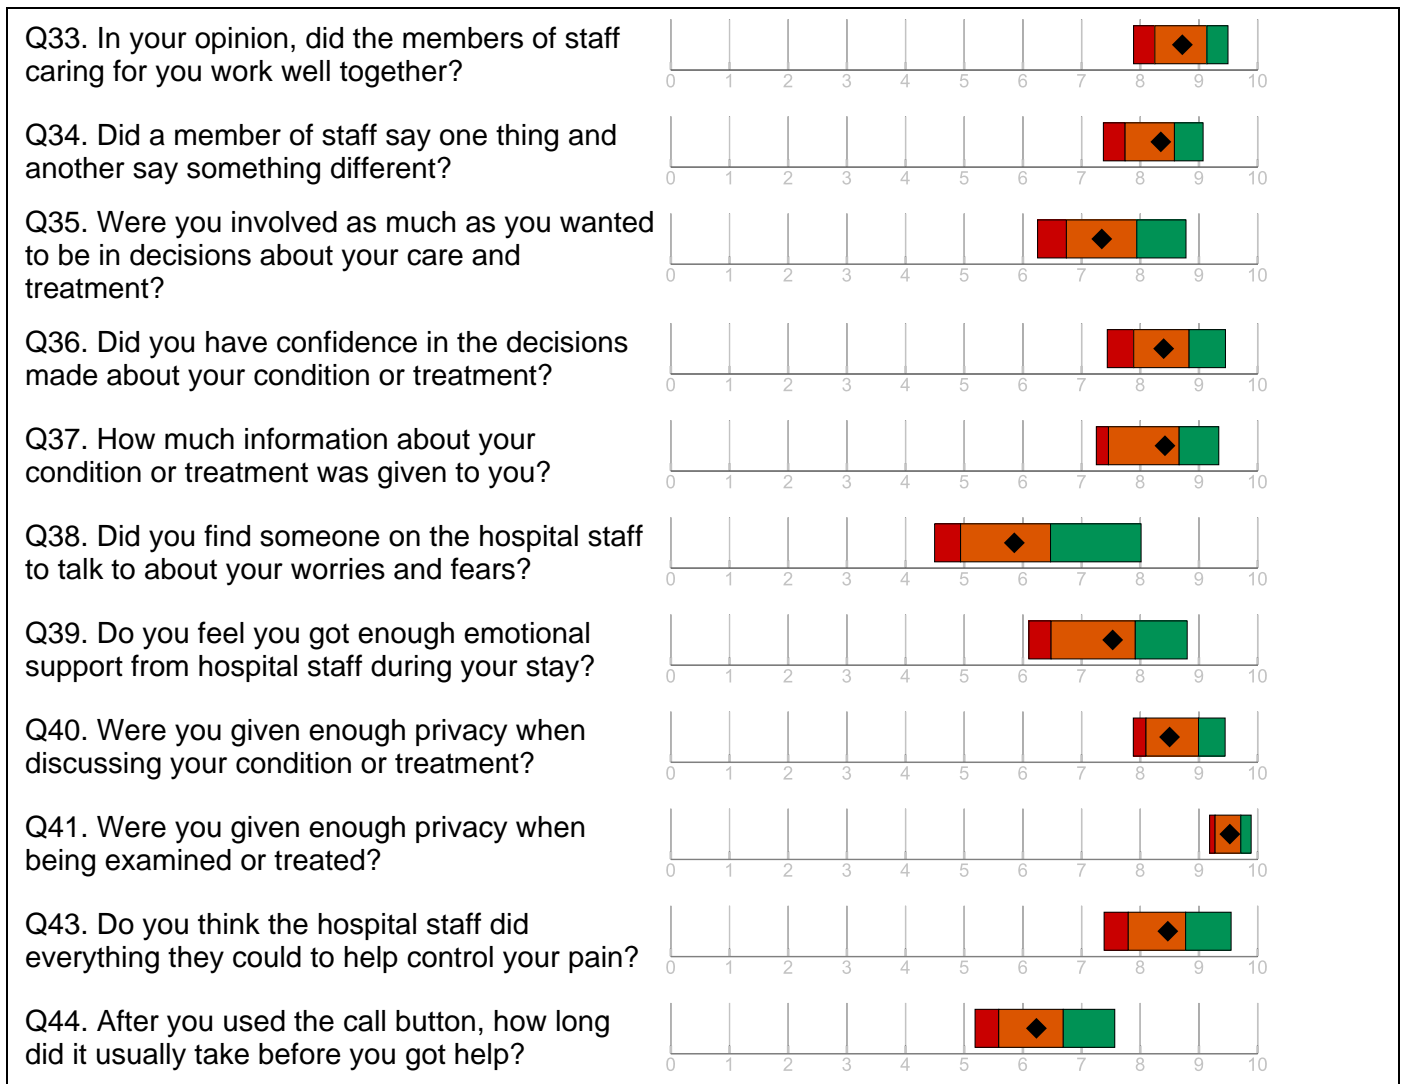 Q33. In your opinion, did the members of staff
caring for you work well together?
0 1 2 3 4 5 6 7 8 9 10
Q34. Did a member of staff say one thing and
another say something different?
0 1 2 3 4 5 6 7 8 9 10
Q35. Were you involved as much as you wanted
to be in decisions about your care and
treatment?
0 1 2 3 4 5 6 7 8 9 10
Q36. Did you have confidence in the decisions
made about your condition or treatment?
0 1 2 3 4 5 6 7 8 9 10
Q37. How much information about your
condition or treatment was given to you?
0 1 2 3 4 5 6 7 8 9 10
Q38. Did you find someone on the hospital staff
to talk to about your worries and fears?
0 1 2 3 4 5 6 7 8 9 10
Q39. Do you feel you got enough emotional
support from hospital staff during your stay?
0 1 2 3 4 5 6 7 8 9 10
Q40. Were you given enough privacy when
discussing your condition or treatment?
0 1 2 3 4 5 6 7 8 9 10
Q41. Were you given enough privacy when
being examined or treated?
0 1 2 3 4 5 6 7 8 9 10
Q43. Do you think the hospital staff did
everything they could to help control your pain?
0 1 2 3 4 5 6 7 8 9 10
Q44. After you used the call button, how long
did it usually take before you got help?
0 1 2 3 4 5 6 7 8 9 10